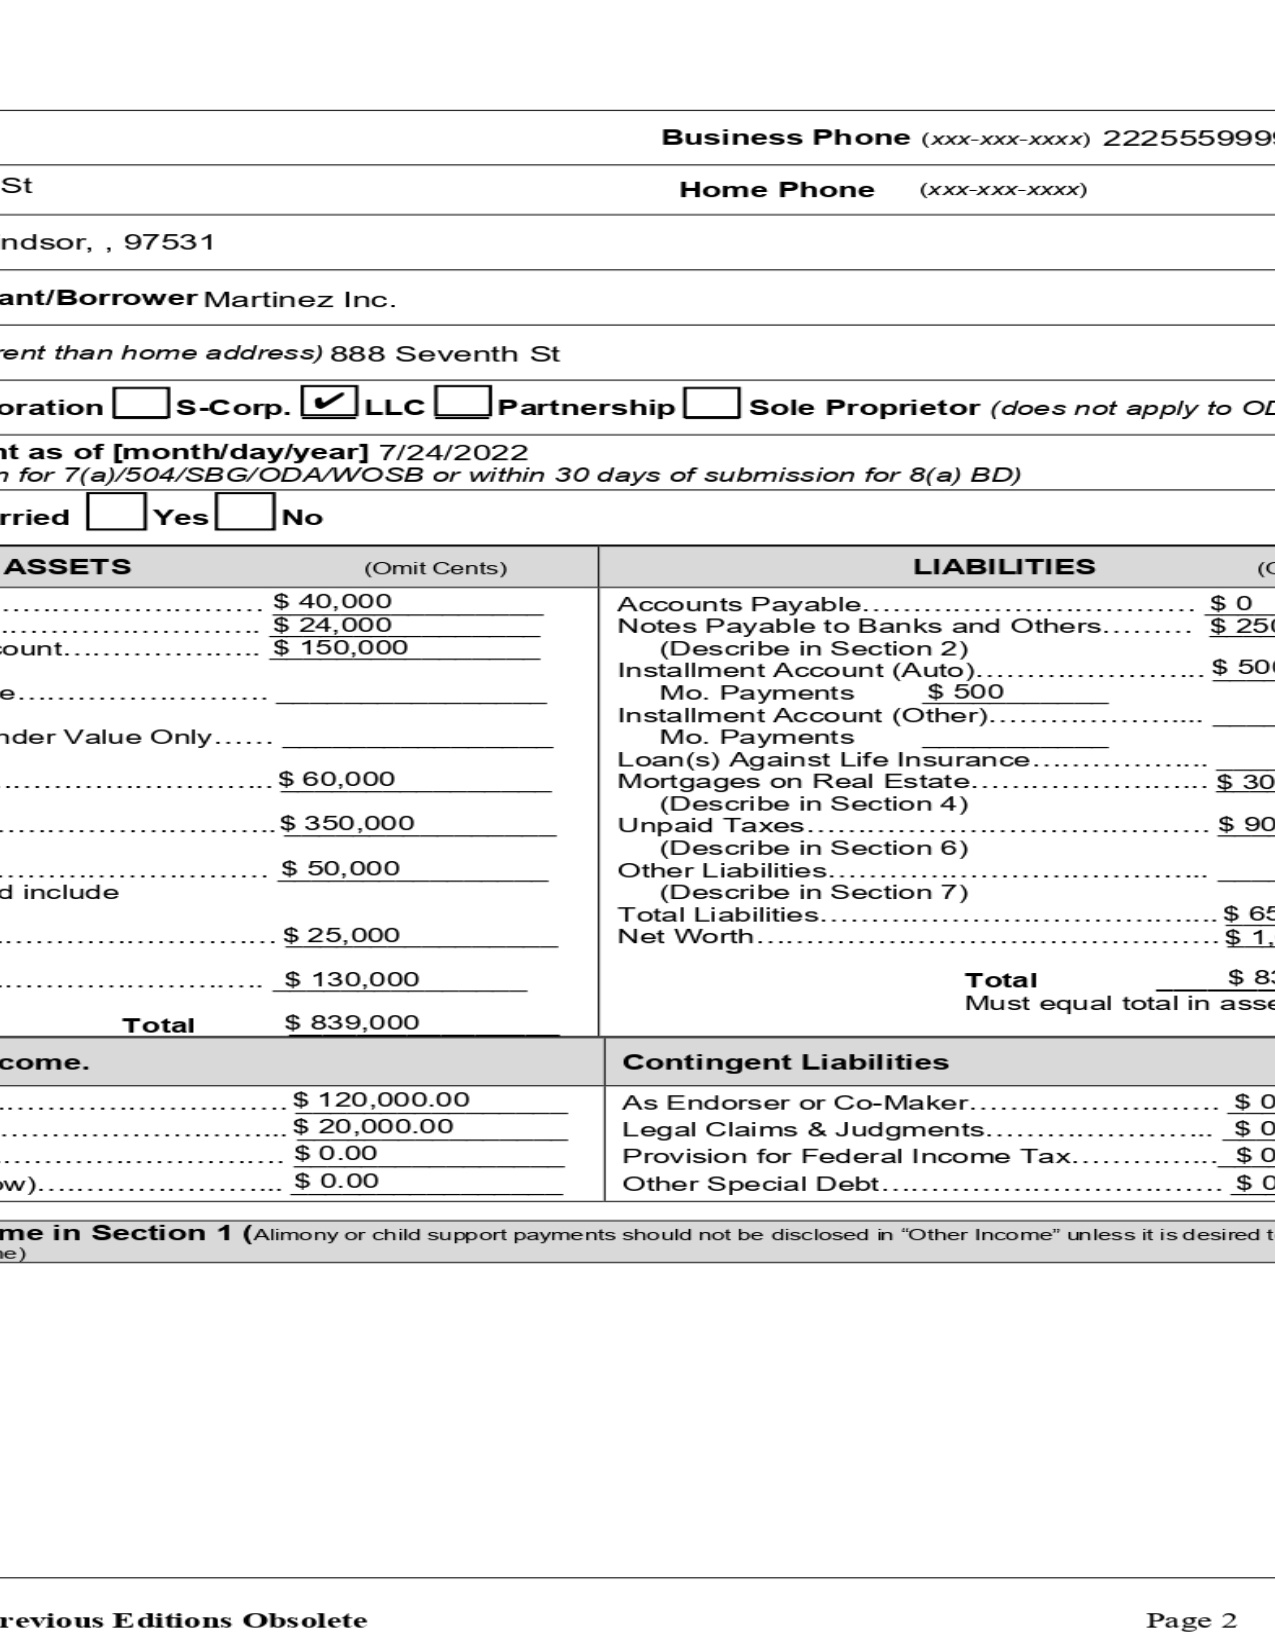 Business Phone (xxx-xxx-xxxx) 222555999
St Home Phone (xxx-xxx-xxxx)
ndsor, , 97531
ant/Borrower Martinez Inc.
rent than home address) 888 Seventh St
oration S-Corp. ✔ LLC Partnership Sole Proprietor (does not apply to OD
nt as of [month/day/year] 7/24/2022
n for 7(a)/504/SBG/ODA/WOSB or within 30 days of submission for 8(a) BD)
rried Yes No
ASSETS (Omit Cents)
$ 40,000
$ 24,000
count………………….. $ 150,000
e………………………… ________________
nder Value Only…… ________________
$ 60,000
$ 350,000
$ 50,000
d include
$ 25,000
$ 130,000
Total $ 839,000
LIABILITIES
Accounts Payable………………………………… $ 0
Notes Payable to Banks and Others……… $ 250
(Describe in Section 2)
Installment Account (Auto)…………………….. $ 500
Mo. Payments $ 500
Installment Account (Other)…………………….
Mo. Payments ___________
Loan(s) Against Life Insurance………………..
Mortgages on Real Estate……………………… $ 30
(Describe in Section 4)
Unpaid Taxes……………………………………… $ 90
(Describe in Section 6)
Other Liabilities……………………………………
(Describe in Section 7)
Total Liabilities…………………………………….. $ 65
Net Worth…………………………………………… $ 1,
Total $ 83
Must equal total in asse
come.
$ 120,000.00
$ 20,000.00
$ 0.00
ow)…………………….. $ 0.00
Contingent Liabilities
As Endorser or Co-Maker……………………… $ 0
Legal Claims & Judgments…………………….. $ 0
Provision for Federal Income Tax…………….. $ 0
Other Special Debt………………………………. $ 0
me in Section 1 (Alimony or child support payments should not be disclosed in “Other Income” unless it is desired t
ne)
revious Editions Obsolete Page 2